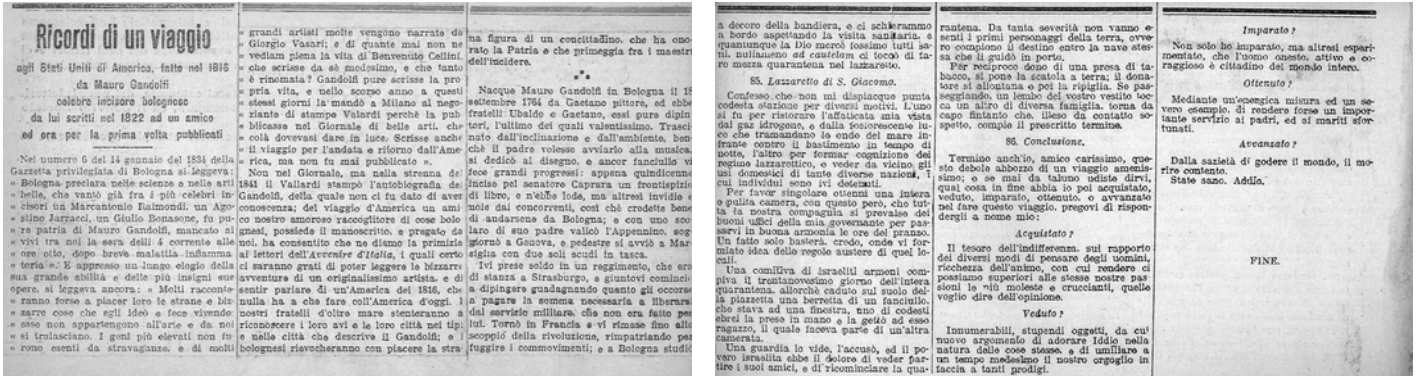 Ricordi di un viaggio
agli Stati Uniti di America, fatto nel 1816
da Mauro Gandolfi
celebre incisore bolognese
da lui scritti nel 1822 ad un amico
ed ora per la prima volta pubblicati
Nel numero 6 del 14 gennaio del 1834 della
Gazzetta privilegiata di Bologna si leggeva:
« Bologna preclara nelle scienze e nelle arti
« belle, che vantò già fra i più celebri in-
« cisori un Marcantonio Raimondi, un Ago-
« stino Jarracci, un Giulio Bonasone, fu pu-
« re patria di Mauro Gandolfi, mancato ai
« vivi tra noi la sera delli 4 corrente alle
« ore otto, dopo breve malattia infiamma
« toria ». E appresso un lungo elogio della
sua grande abilità e delle più insigni sue
opere, si leggeva ancora: « Molti racconte-
« ranno forse a piacer loro le strane e biz-
« zarre cose che egli ideò e fece vivendo:
« esse non appartengono all'arte e da noi
« si tralasciano. I geni più elevati non fu-
« rono esenti da stravaganze, e di molti
« grandi artisti molte vengono narrate da
« Giorgio Vasari; e di quante mai non ne
« vediam piena la vita di Benvenuto Cellini,
« che scrisse da sè medesimo, e che tanto
« è rinomata? Gandolfi pure scrisse la pro
« pria vita, e nello scorso anno a questi
« stessi giorni la mandò a Milano al nego-
« ziante di stampe Valardi perchè la pub
« blicasse nel Giornale di belle arti, che
« colà dovevasi dare in luce. Scrisse anche
« il viaggio per l'andata e ritorno dall'Ame-
« rica, ma non fu mai pubblicato ».
Non nel Giornale, ma nella strenna del
1841 il Vallardi stampò l'autobiografia del
Gandolfi, della quale non ci fu dato di aver
conoscenza; del viaggio d'America un ami
co nostro amoroso raccoglitore di cose bolo
gnesi, possiede il manoscritto, e pregato da
noi, ha consentito che ne diamo la primizia
ai lettori dell'Avvenire d'Italia, i quali certo
ci saranno grati di poter leggere le bizzarre
avventure di un originalissimo artista, e di
sentir parlare di un'America del 1816, che
nulla ha a che fare coll'America d'oggi. I
nostri fratelli d'oltre mare stenteranno a
riconoscere i loro avi e le loro città nei tipi
e nelle città che descrive il Gandolfi; e i
bolognesi rievocheranno con piacere la stra-
na figura di un concittadino, che ha ono-
rato la Patria e che primeggia fra i maestri
dell'incidere.
Nacque Mauro Gandolfi in Bologna il 18
settembre 1764 da Gaetano pittore, ed ebbe
fratelli Ubaldo e Gaetano, essi pure dipin
tori, l'ultimo dei quali valentissimo. Trasci
nato dall'inclinazione e dall'ambiente, ben
chè il padre volesse avviarlo alla musica,
si dedicò al disegno, e ancor fanciullo vi
fece grandi progressi: appena quindicenne
incise pel senatore Caprara un frontispizio
di libro, e n'ebbe lode, ma altresì invidie e
noie dai concorrenti, così chè credette bene
di andarsene da Bologna; e con uno sco
laro di suo padre valicò l'Appennino, sog-
giornò a Genova, e pedestre si avviò a Mar-
siglia con due soli scudi in tasca.
Ivi prese soldo in un reggimento, che era
di stanza a Strasburgo, e giuntovi cominciò
a dipingere guadagnando quanto gli occorse
a pagare la somma necessaria a liberarsi
dal servizio militare, che non era fatto per
lui. Tornò in Francia e vi rimase fino allo
scoppio della rivoluzione, rimpatriando per
fuggire i commovimenti; e a Bologna studiò
a decoro della bandiera, e ci schierammo
a bordo aspettando la visita sanitaria, e
quantunque la Dio mercè fossimo tutti sa
ni, nullameno ad cautelam ci toccò di fa-
re mezza quarantena nel lazzaretto.
85. Lazzaretto di S. Giacomo.
Confesso che non mi dispiacque punto
codesta stazione per diversi motivi. L'uno
si fu per ristorar l'affaticata mia vista
dal gaz idrogene, e dalla fosforescente lu-
ce che tramandano le onde del mare in-
frante contro il bastimento in tempo di
notte, l'altro per formar cognizione del
regime lazzarettico, e veder da vicino gli
usi domestici di tante diverse nazioni, i
cui individui sono ivi detenuti.
Per favor singolare ottenni una intera
e pulita camera, con questo però, che tut-
ta la nostra compagnia si prevalse dei
buoni uffici della mia governante per pas-
sarvi in buona armonia le ore del pranzo.
Un fatto solo basterà, credo, onde vi for-
miate idea delle regole austere di quei lo-
cali.
Una comitiva di israeliti armeni com-
piva il trentanovesimo giorno dell'intera
quarantena, allorchè caduto sul suolo del-
la piazzetta una berretta di un fanciullo,
che stava ad una finestra, uno di codesti
ebrei la prese in mano e la gettò ad esso
ragazzo, il quale faceva parte di un'altra
camerata.
Una guardia lo vide, l'accusò, ed il po-
vero israelita ebbe il dolore di veder par-
tire i suoi amici, e di ricominciare la qua-
rantena. Da tanta severità non vanno e-
senti i primi personaggi della terra, ovve-
ro compiono il destino entro la nave stes-
sa che li guidò in porto.
Per reciproco dono di una presa di ta-
bacco, si pone la scatola a terra; il dona-
tore si allontana e poi la ripiglia. Se pas-
seggiando, un lembo del vostro vestito toc-
ca un altro di diversa famiglia, torna da
capo fintanto che, illeso da contatto so-
spetto, compie il prescritto termine.
86. Conclusione.
Termino anch'io, amico carissimo, que-
sto debole abbozzo di un viaggio amenis-
simo; e se mai da taluno udiste dirvi,
qual cosa in fine abbia io poi acquistato,
veduto, imparato, ottenuto, o avvanzato
nel fare questo viaggio, pregovi di rispon-
dergli a nome mio:
Acquistato?
Il tesoro dell'indifferenza, sui rapporto
dei diversi modi di pensare degli uomini,
ricchezza dell'animo, con cui rendere ci
possiamo superiori alle stesse nostre pas
sioni le più moleste e cruccianti, quelle
voglio dire dell'opinione.
Veduto?
Innumerabili, stupendi oggetti, da cui
nuovo argomento di adorare Iddio nella
natura delle cose stesse, e di umiliare a
un tempo medesimo il nostro orgoglio in
faccia a tanti prodigi.
Imparato?
Non solo ho imparato, ma altresì esperi-
mentato, che l'uomo onesto, attivo e co-
raggioso è cittadino del mondo intero.
Ottenuto?
Mediante un'energica misura ed un se-
vero esempio, di rendere forse un impor-
tante servizio ai padri, ed ai mariti sfor-
tunati.
Avvanzato?
Dalla sazietà di godere il mondo, il mo-
rire contento.
State sano. Addio.
FINE.